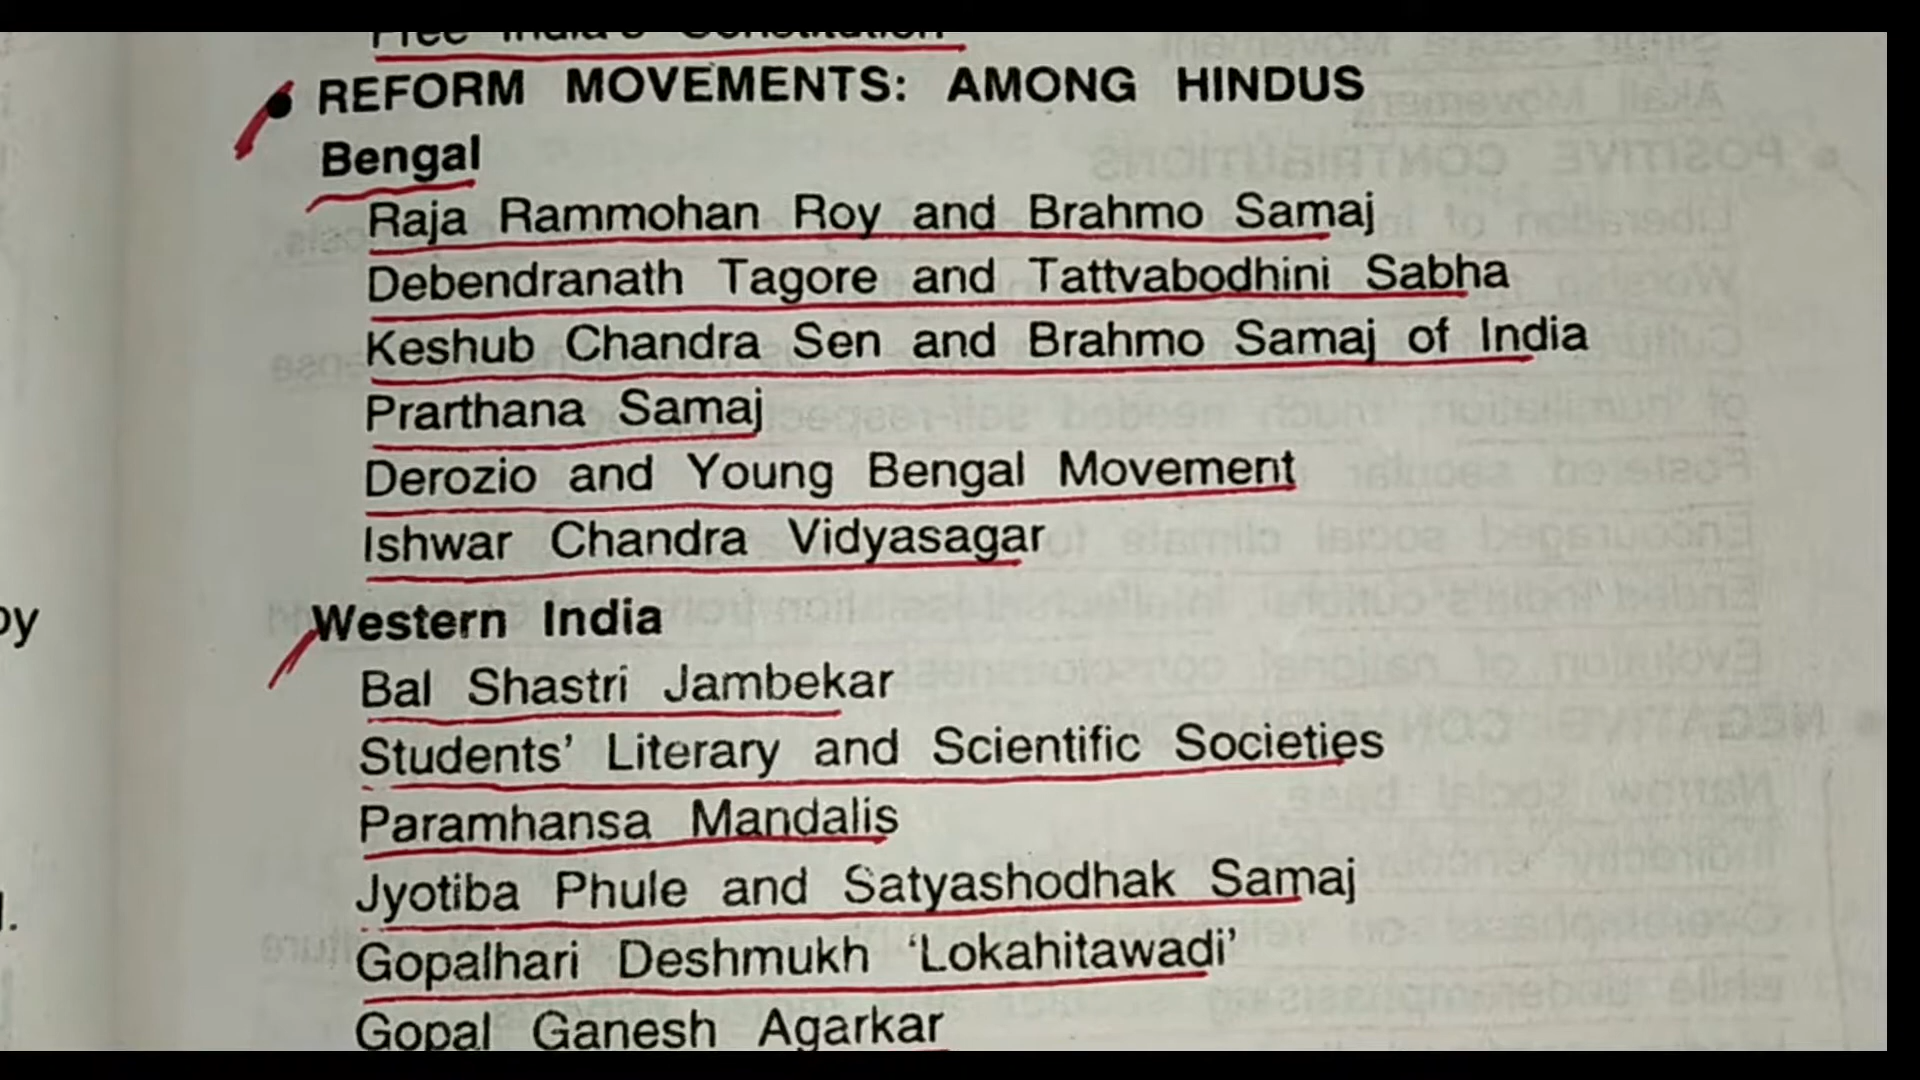 Free India's Constitution
REFORM MOVEMENTS: AMONG HINDUS
Bengal
Raja Rammohan Roy and Brahmo Samaj
Debendranath Tagore and Tattvabodhini Sabha
Keshub Chandra Sen and Brahmo Samaj of India
Prarthana Samaj
Derozio and Young Bengal Movement
Ishwar Chandra Vidyasagar
Western India
Bal Shastri Jambekar
Students' Literary and Scientific Societies
Paramhansa Mandalis
Jyotiba Phule and Satyashodhak Samaj
Gopalhari Deshmukh ‘Lokahitawadi’
Gopal Ganesh Agarkar